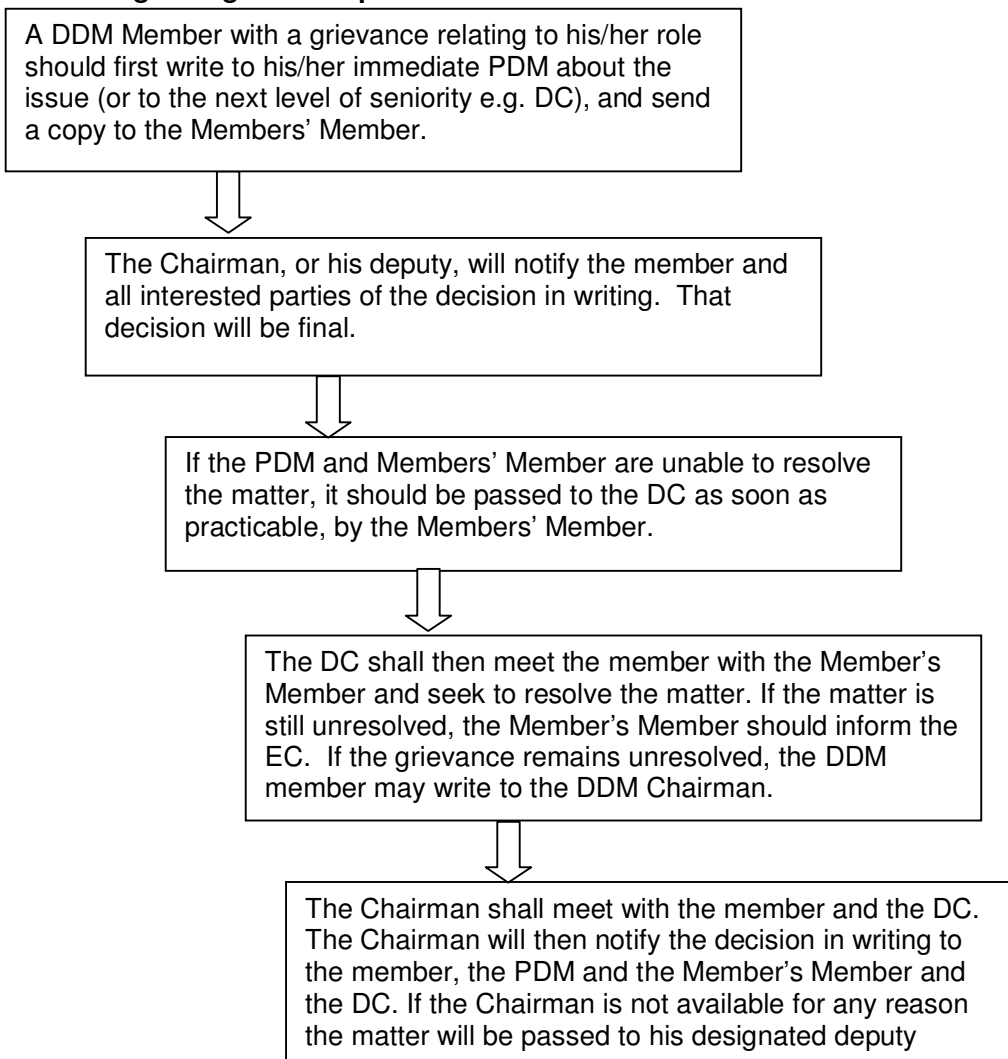 A DDM Member with a grievance relating to his/her role
should first write to his/her immediate PDM about the
issue (or to the next level of seniority e.g. DC), and send
a copy to the Members’ Member.
The Chairman, or his deputy, will notify the member and
all interested parties of the decision in writing.  That
decision will be final.
If the PDM and Members’ Member are unable to resolve
the matter, it should be passed to the DC as soon as
practicable, by the Members’ Member.
The DC shall then meet the member with the Member’s
Member and seek to resolve the matter. If the matter is
still unresolved, the Member’s Member should inform the
EC.  If the grievance remains unresolved, the DDM
member may write to the DDM Chairman.
The Chairman shall meet with the member and the DC.
The Chairman will then notify the decision in writing to
the member, the PDM and the Member’s Member and
the DC. If the Chairman is not available for any reason
the matter will be passed to his designated deputy